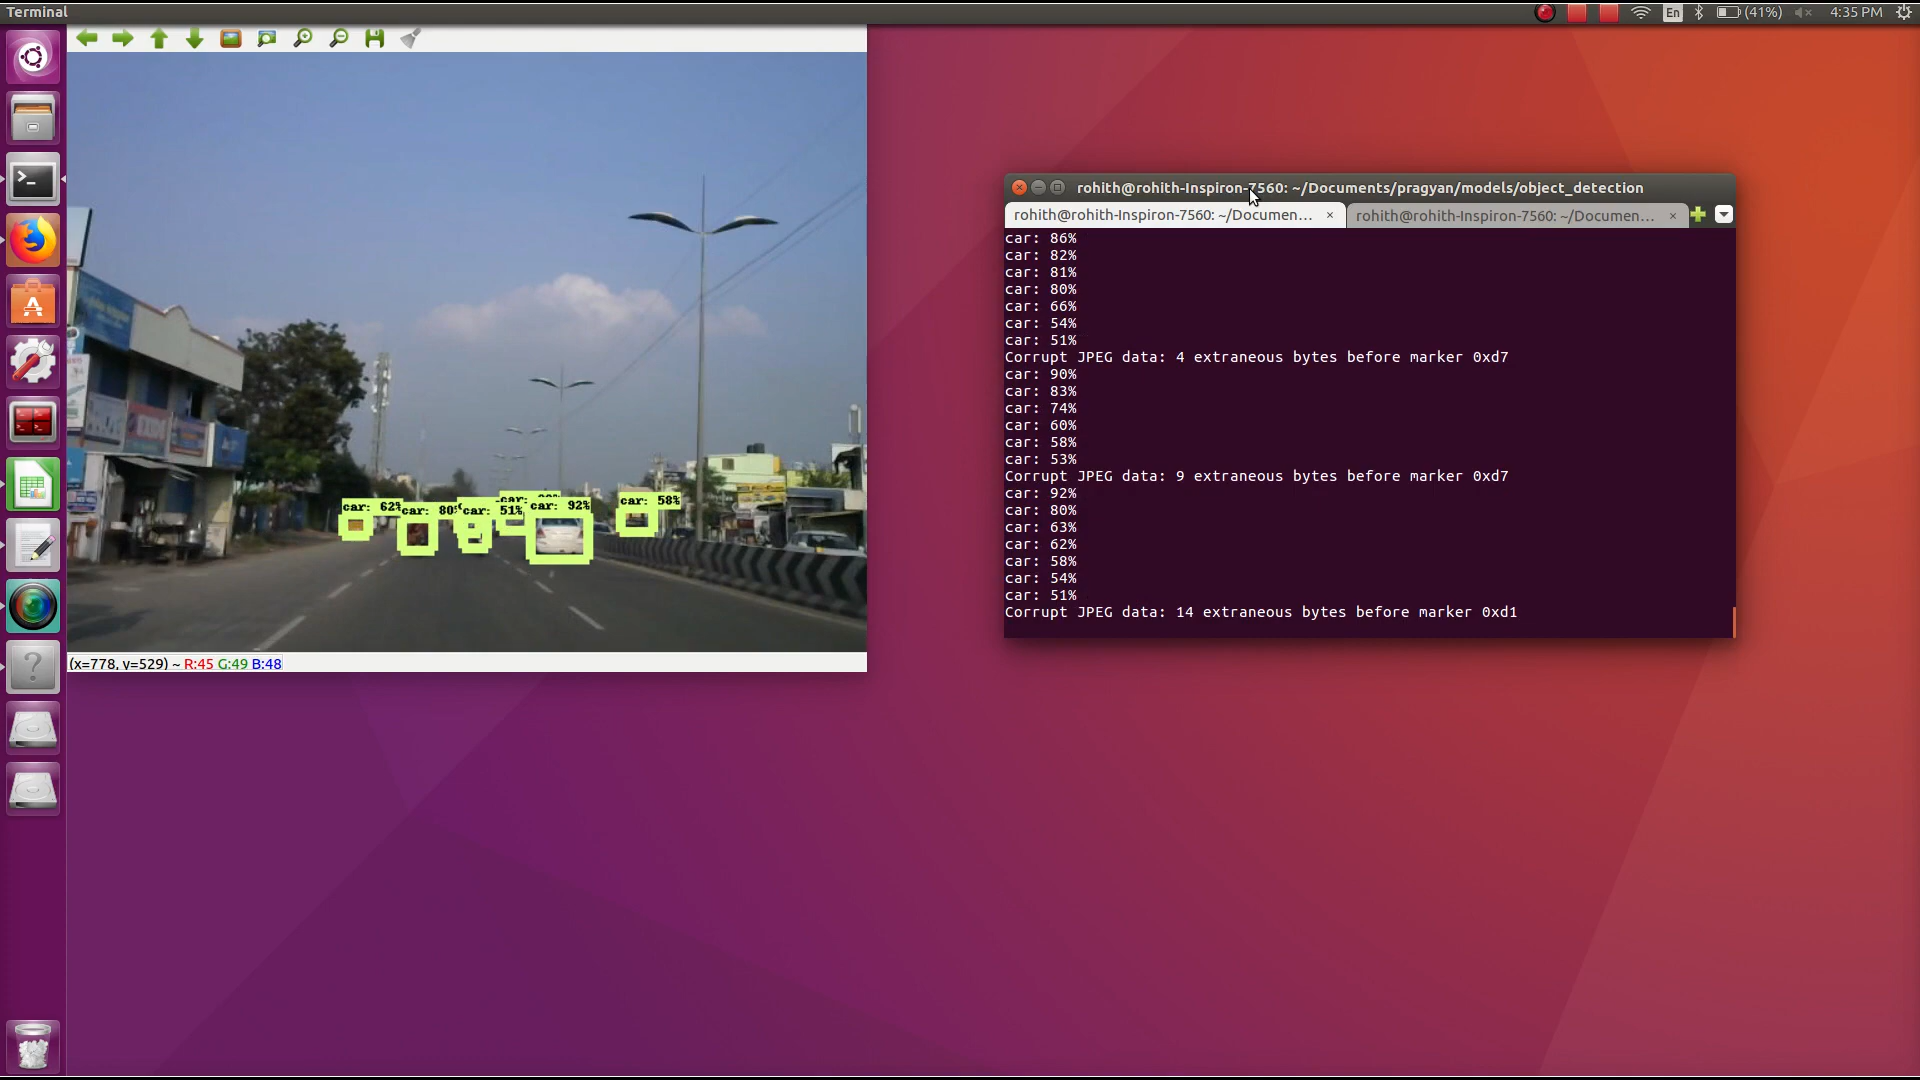 Terminal
En
(41%)
4:35 PM
car: 62%
car: 80%
car: 51%
car: 92%
car: 58%
(x=778, y=529) ~ R:45 G:49 B:48
rohith@rohith-Inspiron-7560: ~/Documents/pragyan/models/object_detection
rohith@rohith-Inspiron-7560: ~/Documen...
rohith@rohith-Inspiron-7560: ~/Documen...
car: 86%
car: 82%
car: 81%
car: 80%
car: 66%
car: 54%
car: 51%
Corrupt JPEG data: 4 extraneous bytes before marker 0xd7
car: 90%
car: 83%
car: 74%
car: 60%
car: 58%
car: 53%
Corrupt JPEG data: 9 extraneous bytes before marker 0xd7
car: 92%
car: 80%
car: 63%
car: 62%
car: 58%
car: 54%
car: 51%
Corrupt JPEG data: 14 extraneous bytes before marker 0xd1